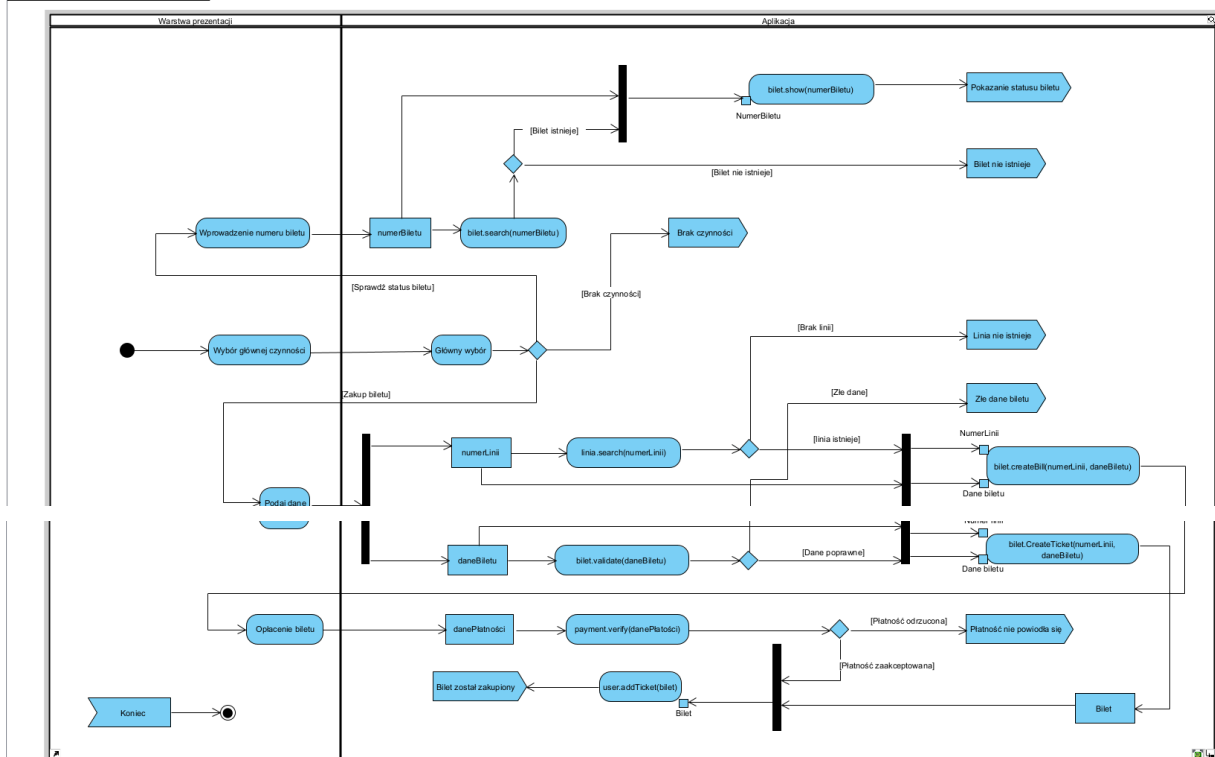 Warstwa prezentacji
Aplikacja
bilet.show(numerBiletu)
Pokazanie statusu biletu
NumerBiletu
[Bilet istnieje]
Bilet nie istnieje
[Bilet nie istnieje]
Wprowadzenie numeru biletu
numerBiletu
bilet.search(numerBiletu)
Brak czynności
[Sprawdź status biletu]
[Brak czynności]
[Brak linii]
Linia nie istnieje
Wybór głównej czynności
Główny wybór
[Zakup biletu]
[Złe dane]
Złe dane biletu
NumerLinii
[linia istnieje]
numerLinii
linia.search(numerLinii)
bilet.createBill(numerLinii, daneBiletu)
Dane biletu
Podaj dane
Numer linii
bilet.CreateTicket(numerLinii,
daneBiletu)
[Dane poprawne]
daneBiletu
bilet.validate(daneBiletu)
Dane biletu
[Płatność odrzucona]
Opłacenie biletu
danePłatności
payment.verify(danePłatości)
Płatność nie powiodła się
[Płatność zaakceptowana]
Bilet został zakupiony
user.addTicket(bilet)
Bilet
Bilet
Koniec